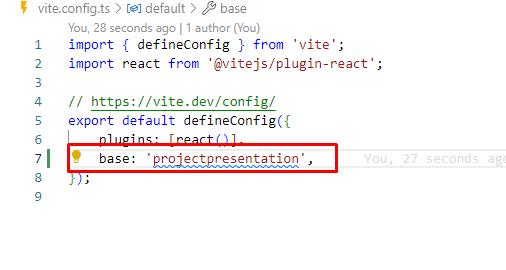 vite.config.ts > default > base
You, 28 seconds ago | 1 author (You)
1 import { defineConfig } from 'vite';
2 import react from '@vitejs/plugin-react';
3
4 // https://vite.dev/config/
5 export default defineConfig({
6 plugins: [react()],
7 base: 'projectpresentation', You, 27 seconds ago
8 });
9